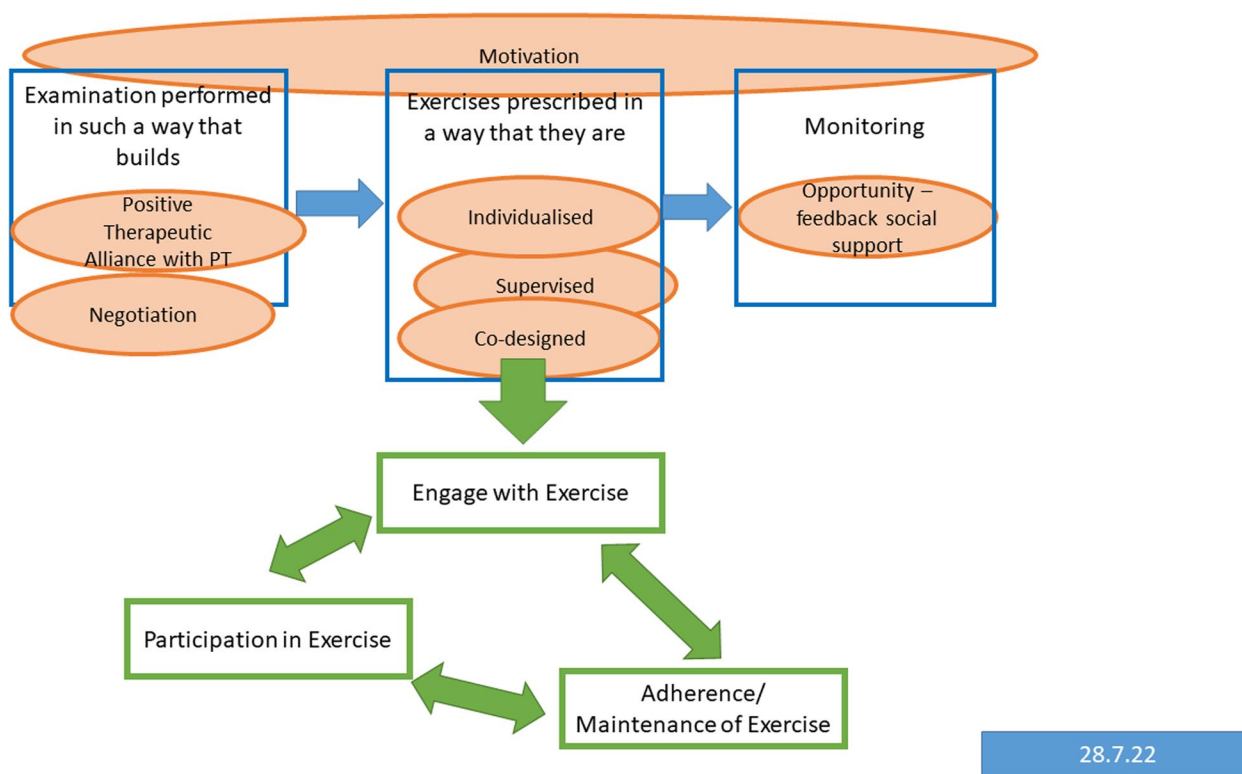 Motivation
Examination performed
in such a way that
builds
Positive
Therapeutic
Alliance with PT
Negotiation
Exercises prescribed in
a way that they are
Individualised
Supervised
Co-designed
Monitoring
Opportunity –
feedback social
support
Engage with Exercise
Participation in Exercise
Adherence/
Maintenance of Exercise
28.7.22